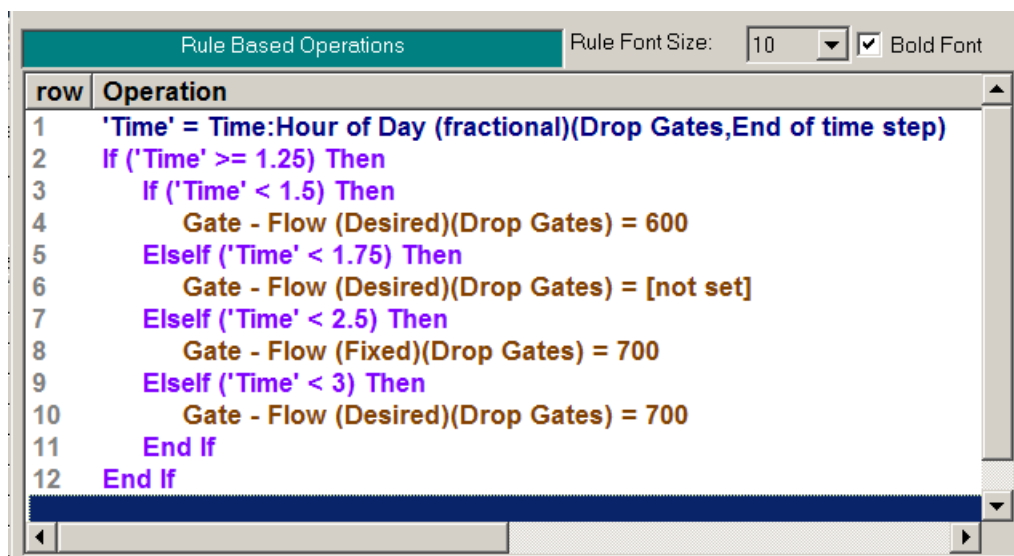 Rule Based Operations Rule Font Size: 10 Bold Font
row Operation
1 'Time' = Time:Hour of Day (fractional)(Drop Gates,End of time step)
2 If ('Time' >= 1.25) Then
3 If ('Time' < 1.5) Then
4 Gate - Flow (Desired)(Drop Gates) = 600
5 ElseIf ('Time' < 1.75) Then
6 Gate - Flow (Desired)(Drop Gates) = [not set]
7 ElseIf ('Time' < 2.5) Then
8 Gate - Flow (Fixed)(Drop Gates) = 700
9 ElseIf ('Time' < 3) Then
10 Gate - Flow (Desired)(Drop Gates) = 700
11 End If
12 End If